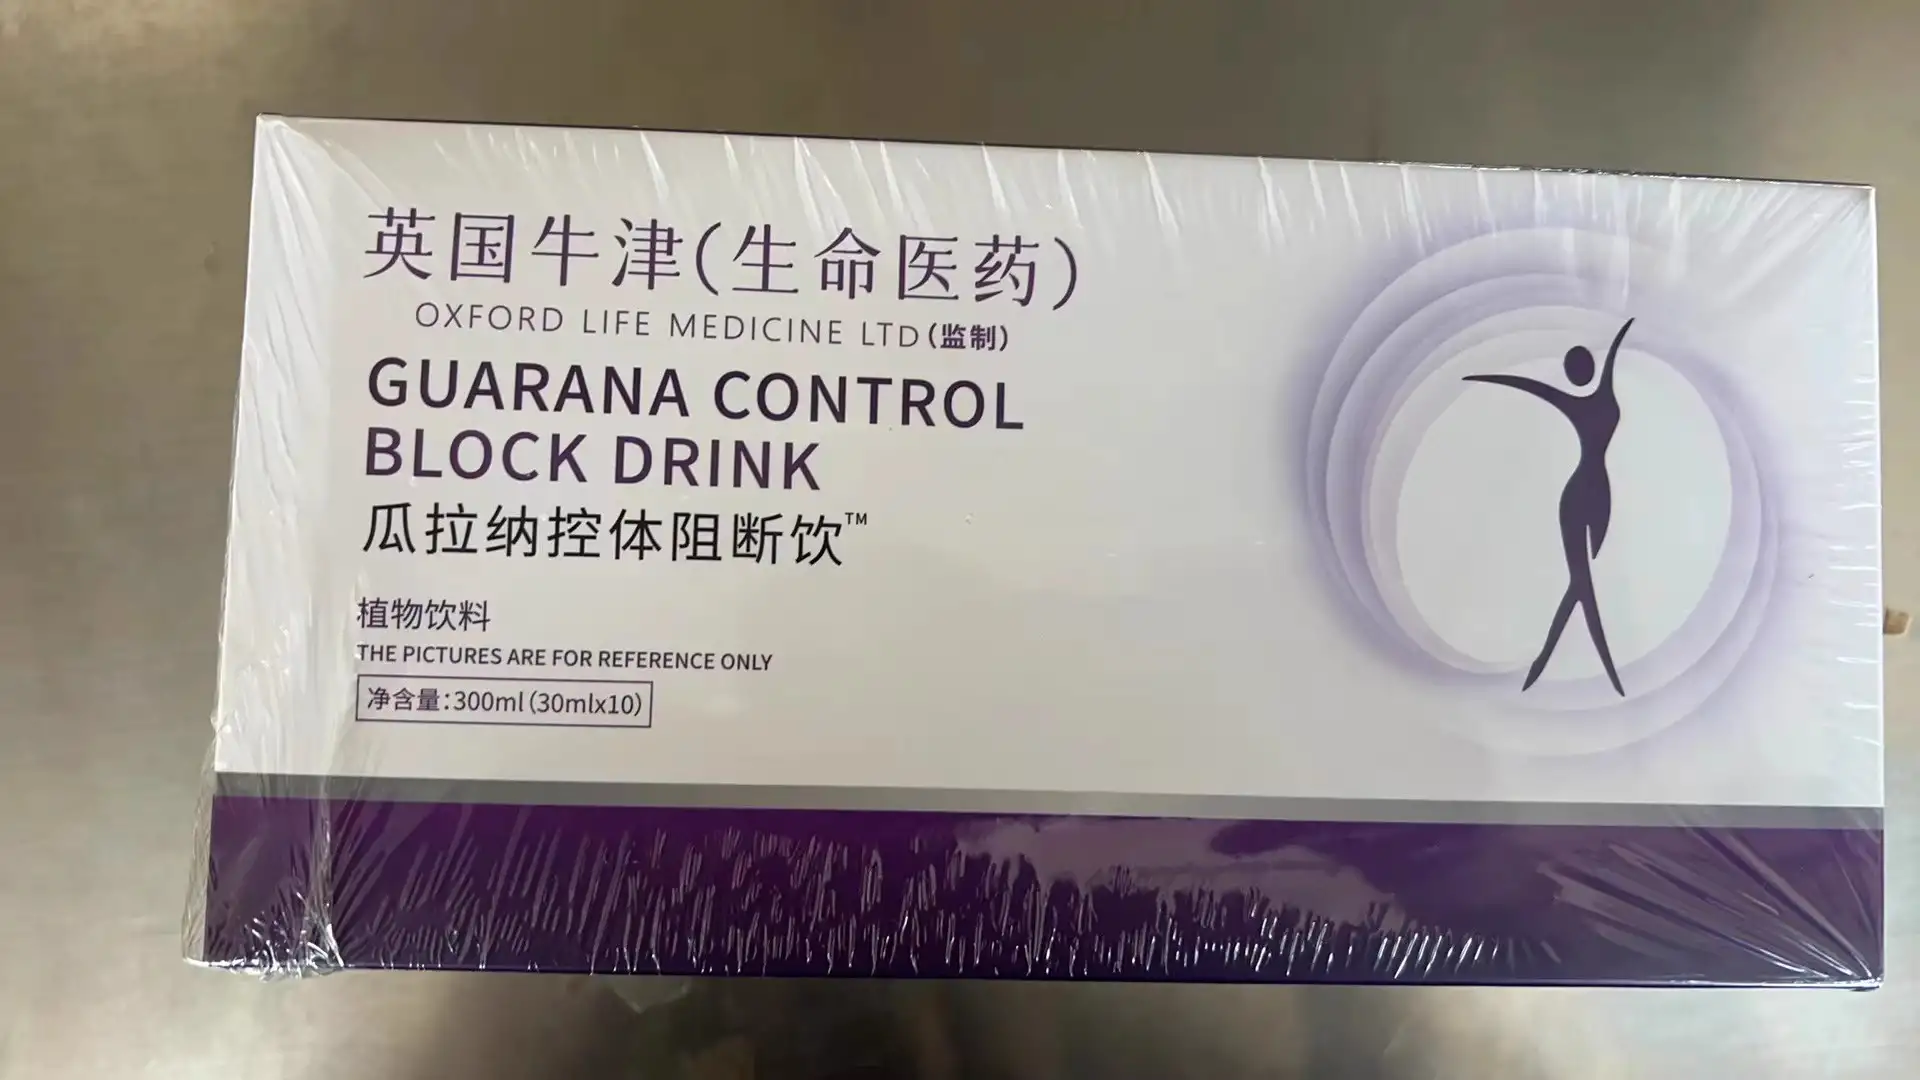 英国牛津(生命医药)
OXFORD LIFE MEDICINE LTD(监制)
GUARANA CONTROL
BLOCK DRINK
瓜拉纳控体阻断饮™
植物饮料
THE PICTURES ARE FOR REFERENCE ONLY
净含量:300ml(30mlx10)